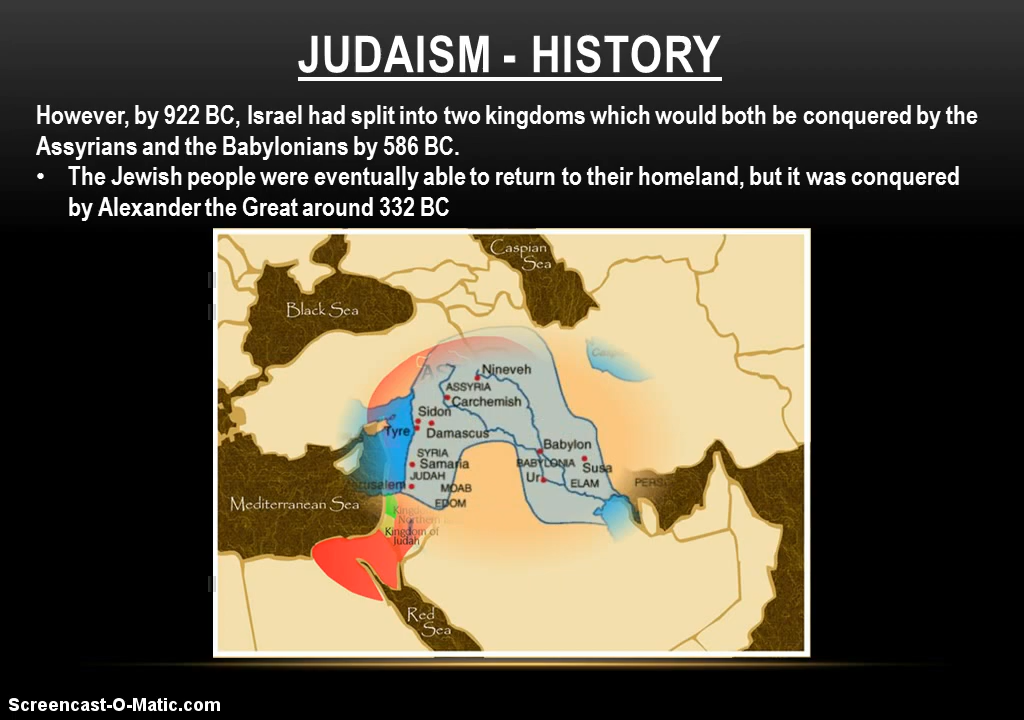 JUDAISM - HISTORY
However, by 922 BC, Israel had split into two kingdoms which would both be conquered by the
Assyrians and the Babylonians by 586 BC.
• The Jewish people were eventually able to return to their homeland, but it was conquered
by Alexander the Great around 332 BC
Caspian
Sea
Black Sea
Nineveh
ASSYRIA
Carchemish
Sidon
Tyre
Damascus
Babylon
SYRIA
BABYLONIA
Susa
Samaria
JUDAH
Ur
ELAM
Jerusalem
MOAB
Mediterranean Sea
EDOM
Kingdom of
Judah
Red
Sea
Screencast-O-Matic.com